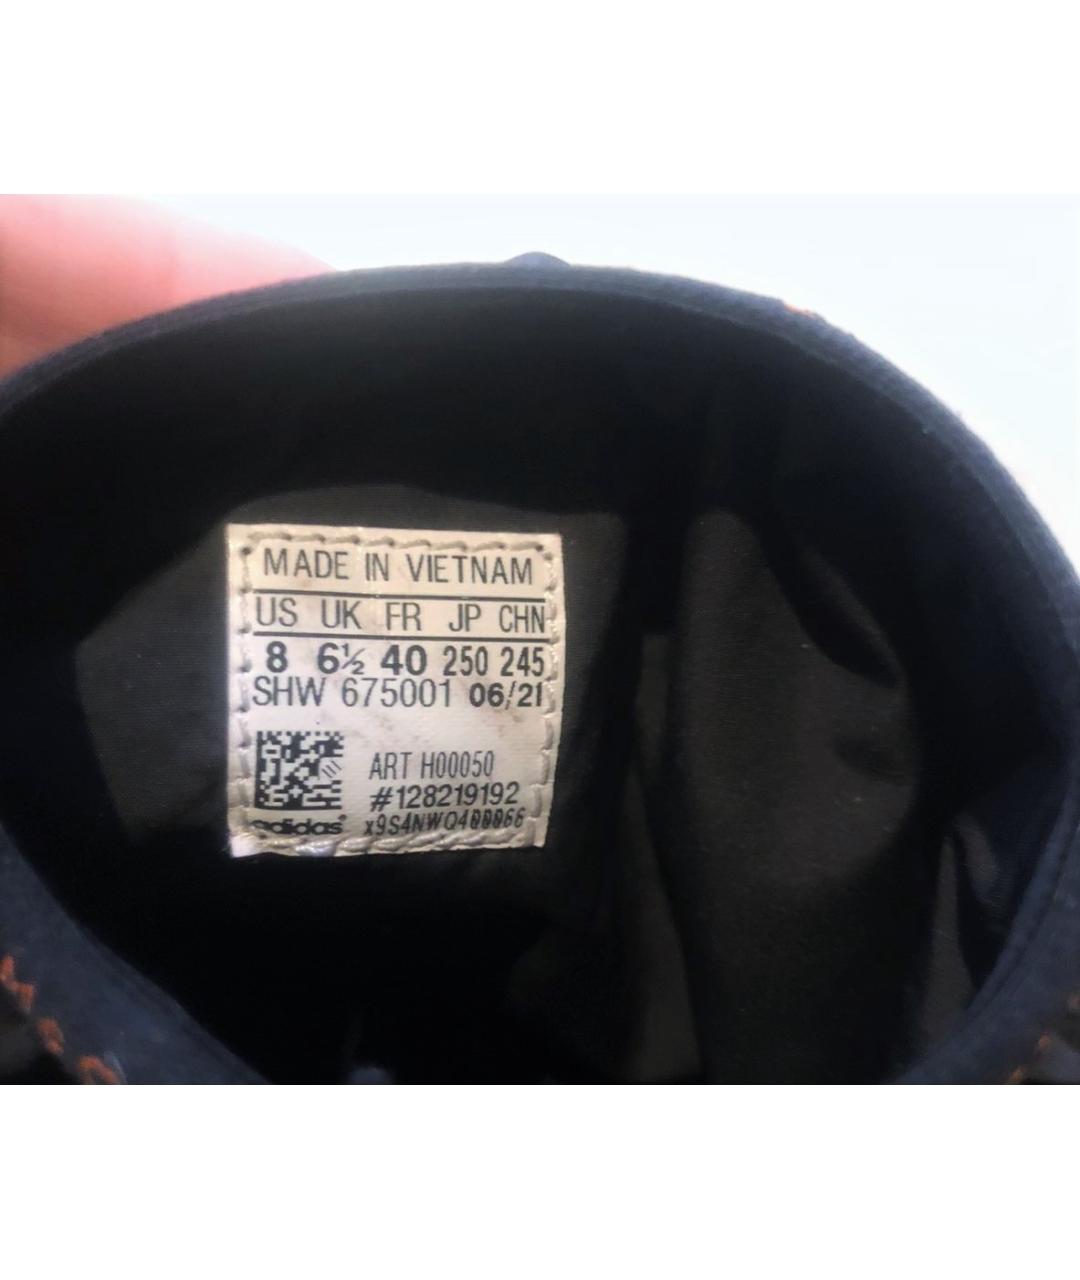 MADE IN VIETNAM
US UK FR JP CHN
8 6½ 40 250 245
SHW 675001 06/21
ART H00050
#128219192
adidas®